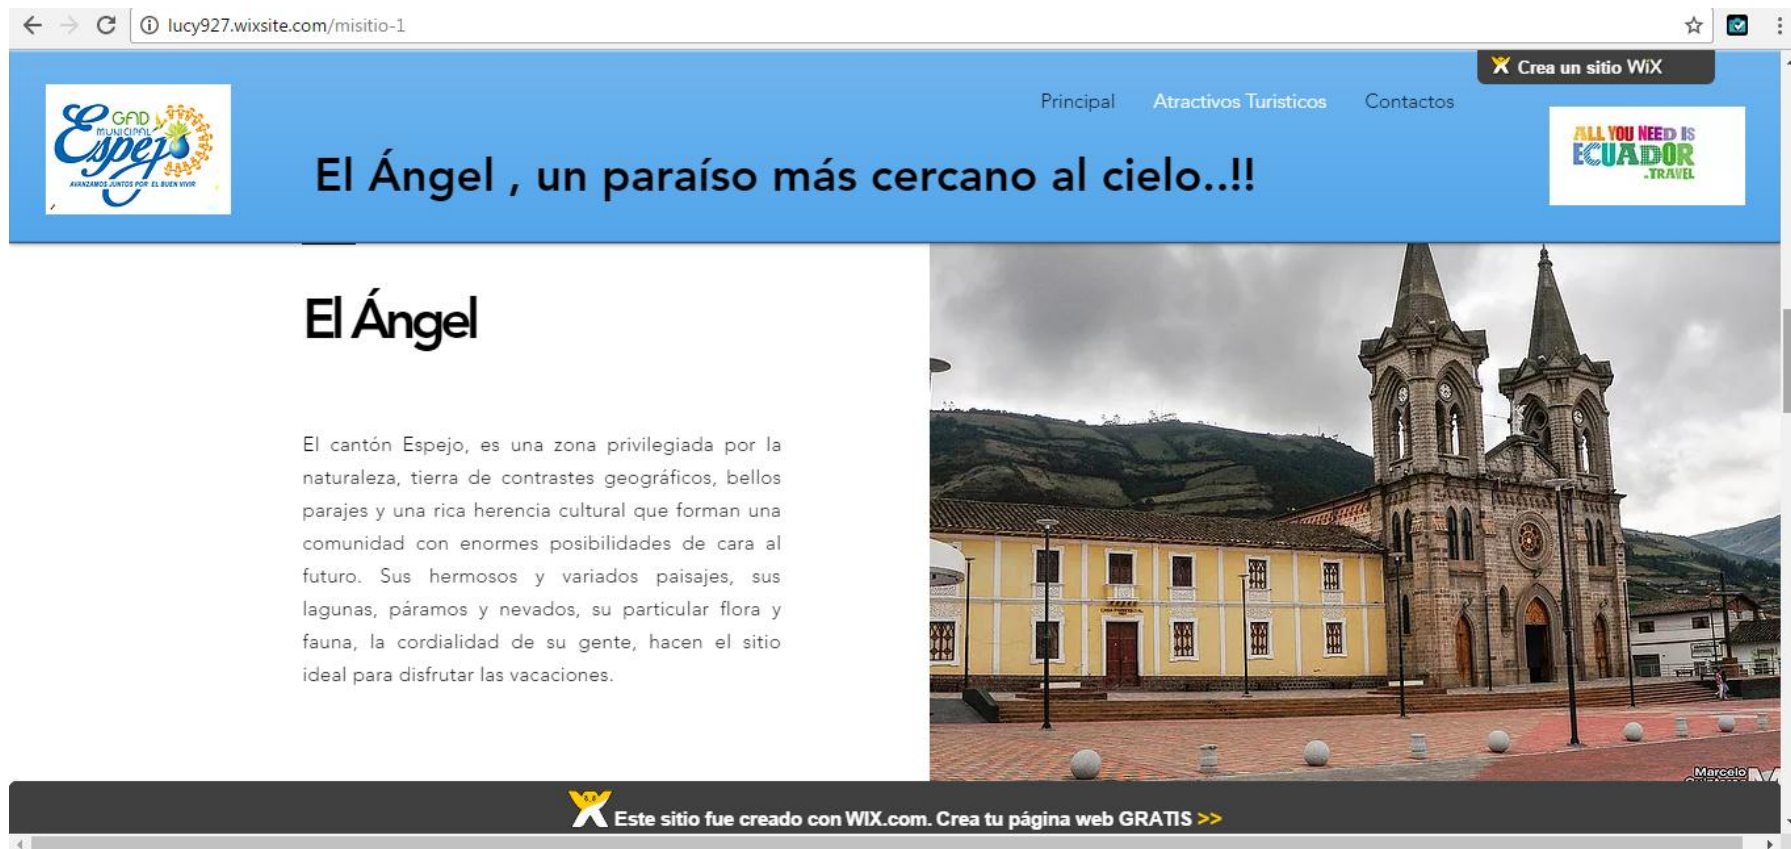 lucy927.wixsite.com/misitio-1
Crea un sitio WiX
Principal Atractivos Turisticos Contactos
GAD
MUNICIPAL
Espejo
AVANZAMOS JUNTOS POR EL BUEN VIVIR
El Ángel , un paraíso más cercano al cielo..!!
ALL YOU NEED IS
ECUADOR
.TRAVEL
El Ángel
El cantón Espejo, es una zona privilegiada por la
naturaleza, tierra de contrastes geográficos, bellos
parajes y una rica herencia cultural que forman una
comunidad con enormes posibilidades de cara al
futuro. Sus hermosos y variados paisajes, sus
lagunas, páramos y nevados, su particular flora y
fauna, la cordialidad de su gente, hacen el sitio
ideal para disfrutar las vacaciones.
Marcelo
Este sitio fue creado con WIX.com. Crea tu página web GRATIS >>